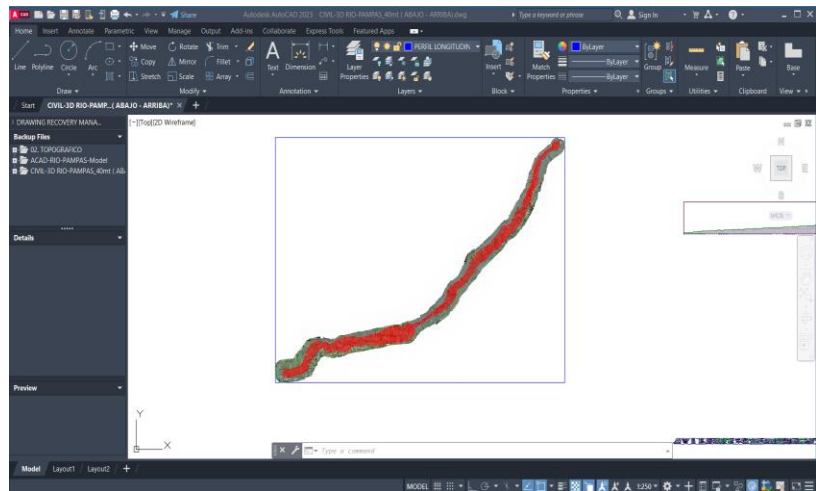 Share
Autodesk AutoCAD 2025 CIVIL-3D RIO-PAMPAS_40mt ( ABAJO - ARRIBA).dwg
Type a keyword or phrase
Sign In
Home Insert Annotate Parametric View Manage Output Add-ins Collaborate Express Tools Featured Apps
Line Polyline Circle Arc
Move Rotate Trim
Copy Mirror Fillet
Stretch Scale Array
Text Dimension
Layer Properties
PERFIL LONGITUDIN
Insert
Match Properties
ByLayer
ByLayer
ByLayer
Group
Measure
Paste
Base
Draw
Modify
Annotation
Layers
Block
Properties
Groups
Utilities
Clipboard
View
Start
CIVIL-3D RIO-PAMP...( ABAJO - ARRIBA)*
DRAWING RECOVERY MANA...
Backup Files
02. TOPOGRAFICO
ACAD-RIO-PAMPAS-Model
CIVIL-3D RIO-PAMPAS_40mt ( ABA
Details
Preview
[-][Top][2D Wireframe]
N
W
TOP
E
S
WCS
Y
X
Type a command
Model Layout1 Layout2
MODEL
1:250